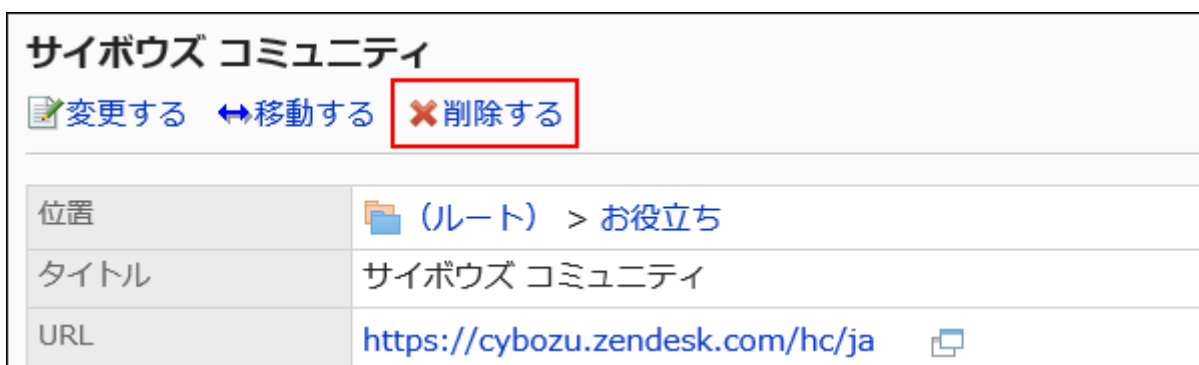 サイボウズ コミュニティ
変更する 移動する 削除する
位置 （ルート） > お役立ち
タイトル サイボウズ コミュニティ
URL https://cybozu.zendesk.com/hc/ja